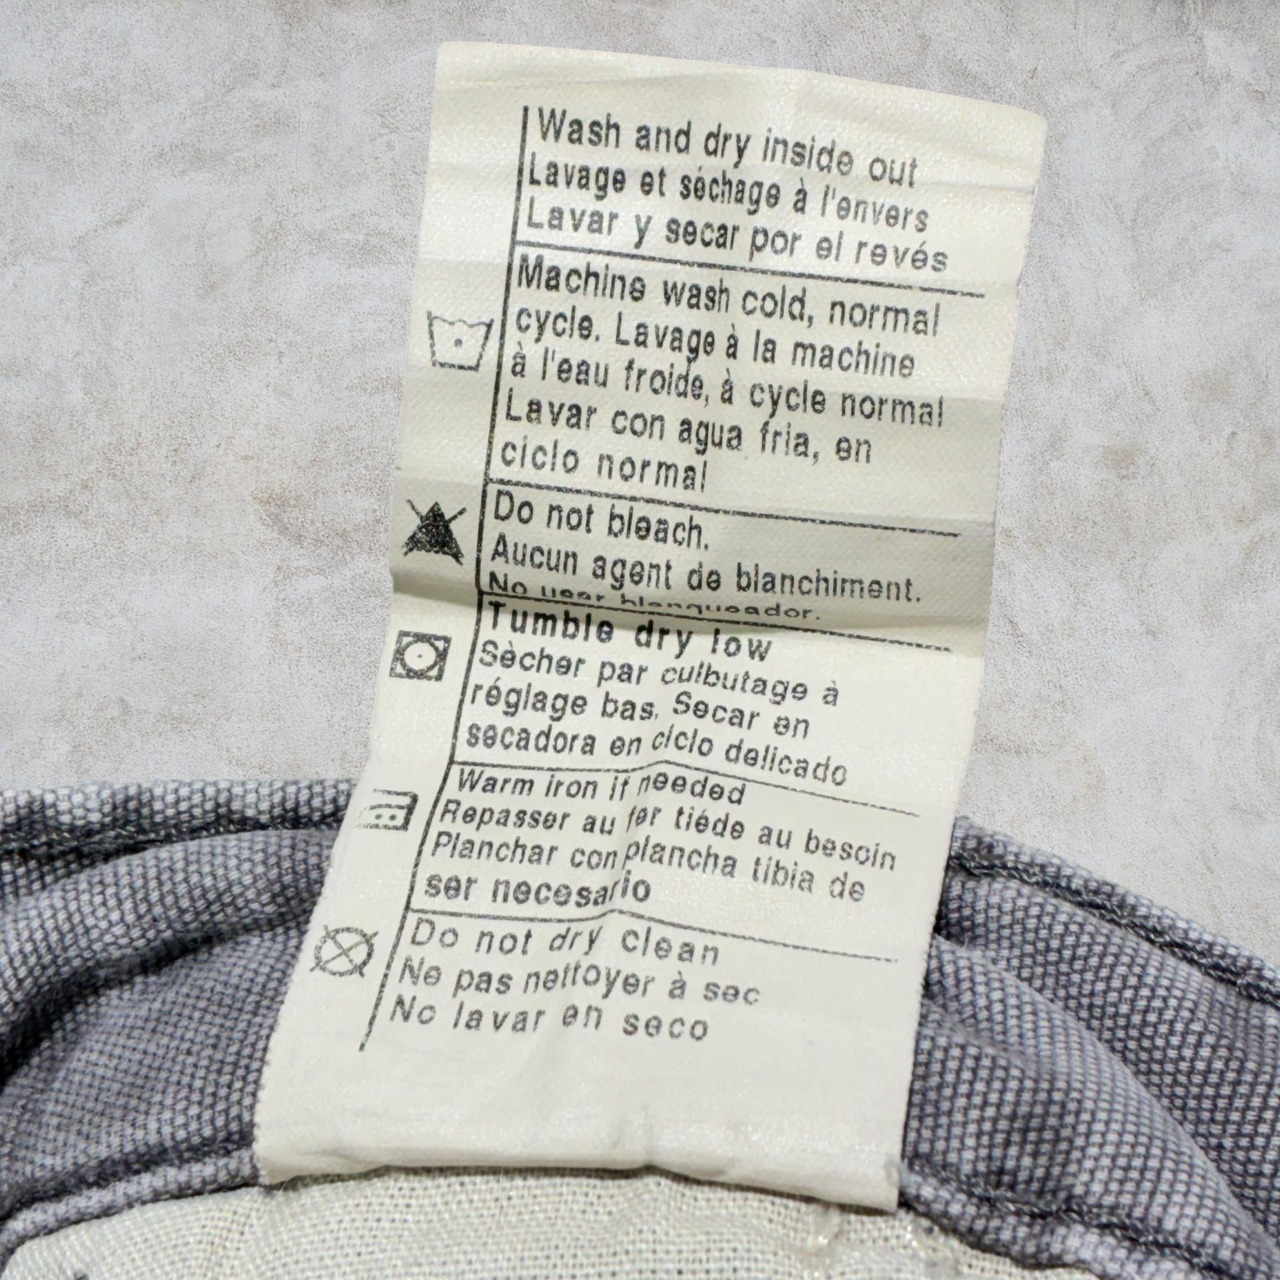 Wash and dry inside out
Lavage et séchage à l'envers
Lavar y secar por el revés
Machine wash cold, normal
cycle. Lavage à la machine
à l'eau froide, à cycle normal
Lavar con agua fria, en
ciclo normal
Do not bleach.
Aucun agent de blanchiment.
No usar blanqueador.
Tumble dry low
Sècher par culbutage à
réglage bas. Secar en
secadora en ciclo delicado
Warm iron if needed
Repasser au fer tiéde au besoin
Planchar con plancha tibia de
ser necesario
Do not dry clean
Ne pas nettoyer à sec
No lavar en seco